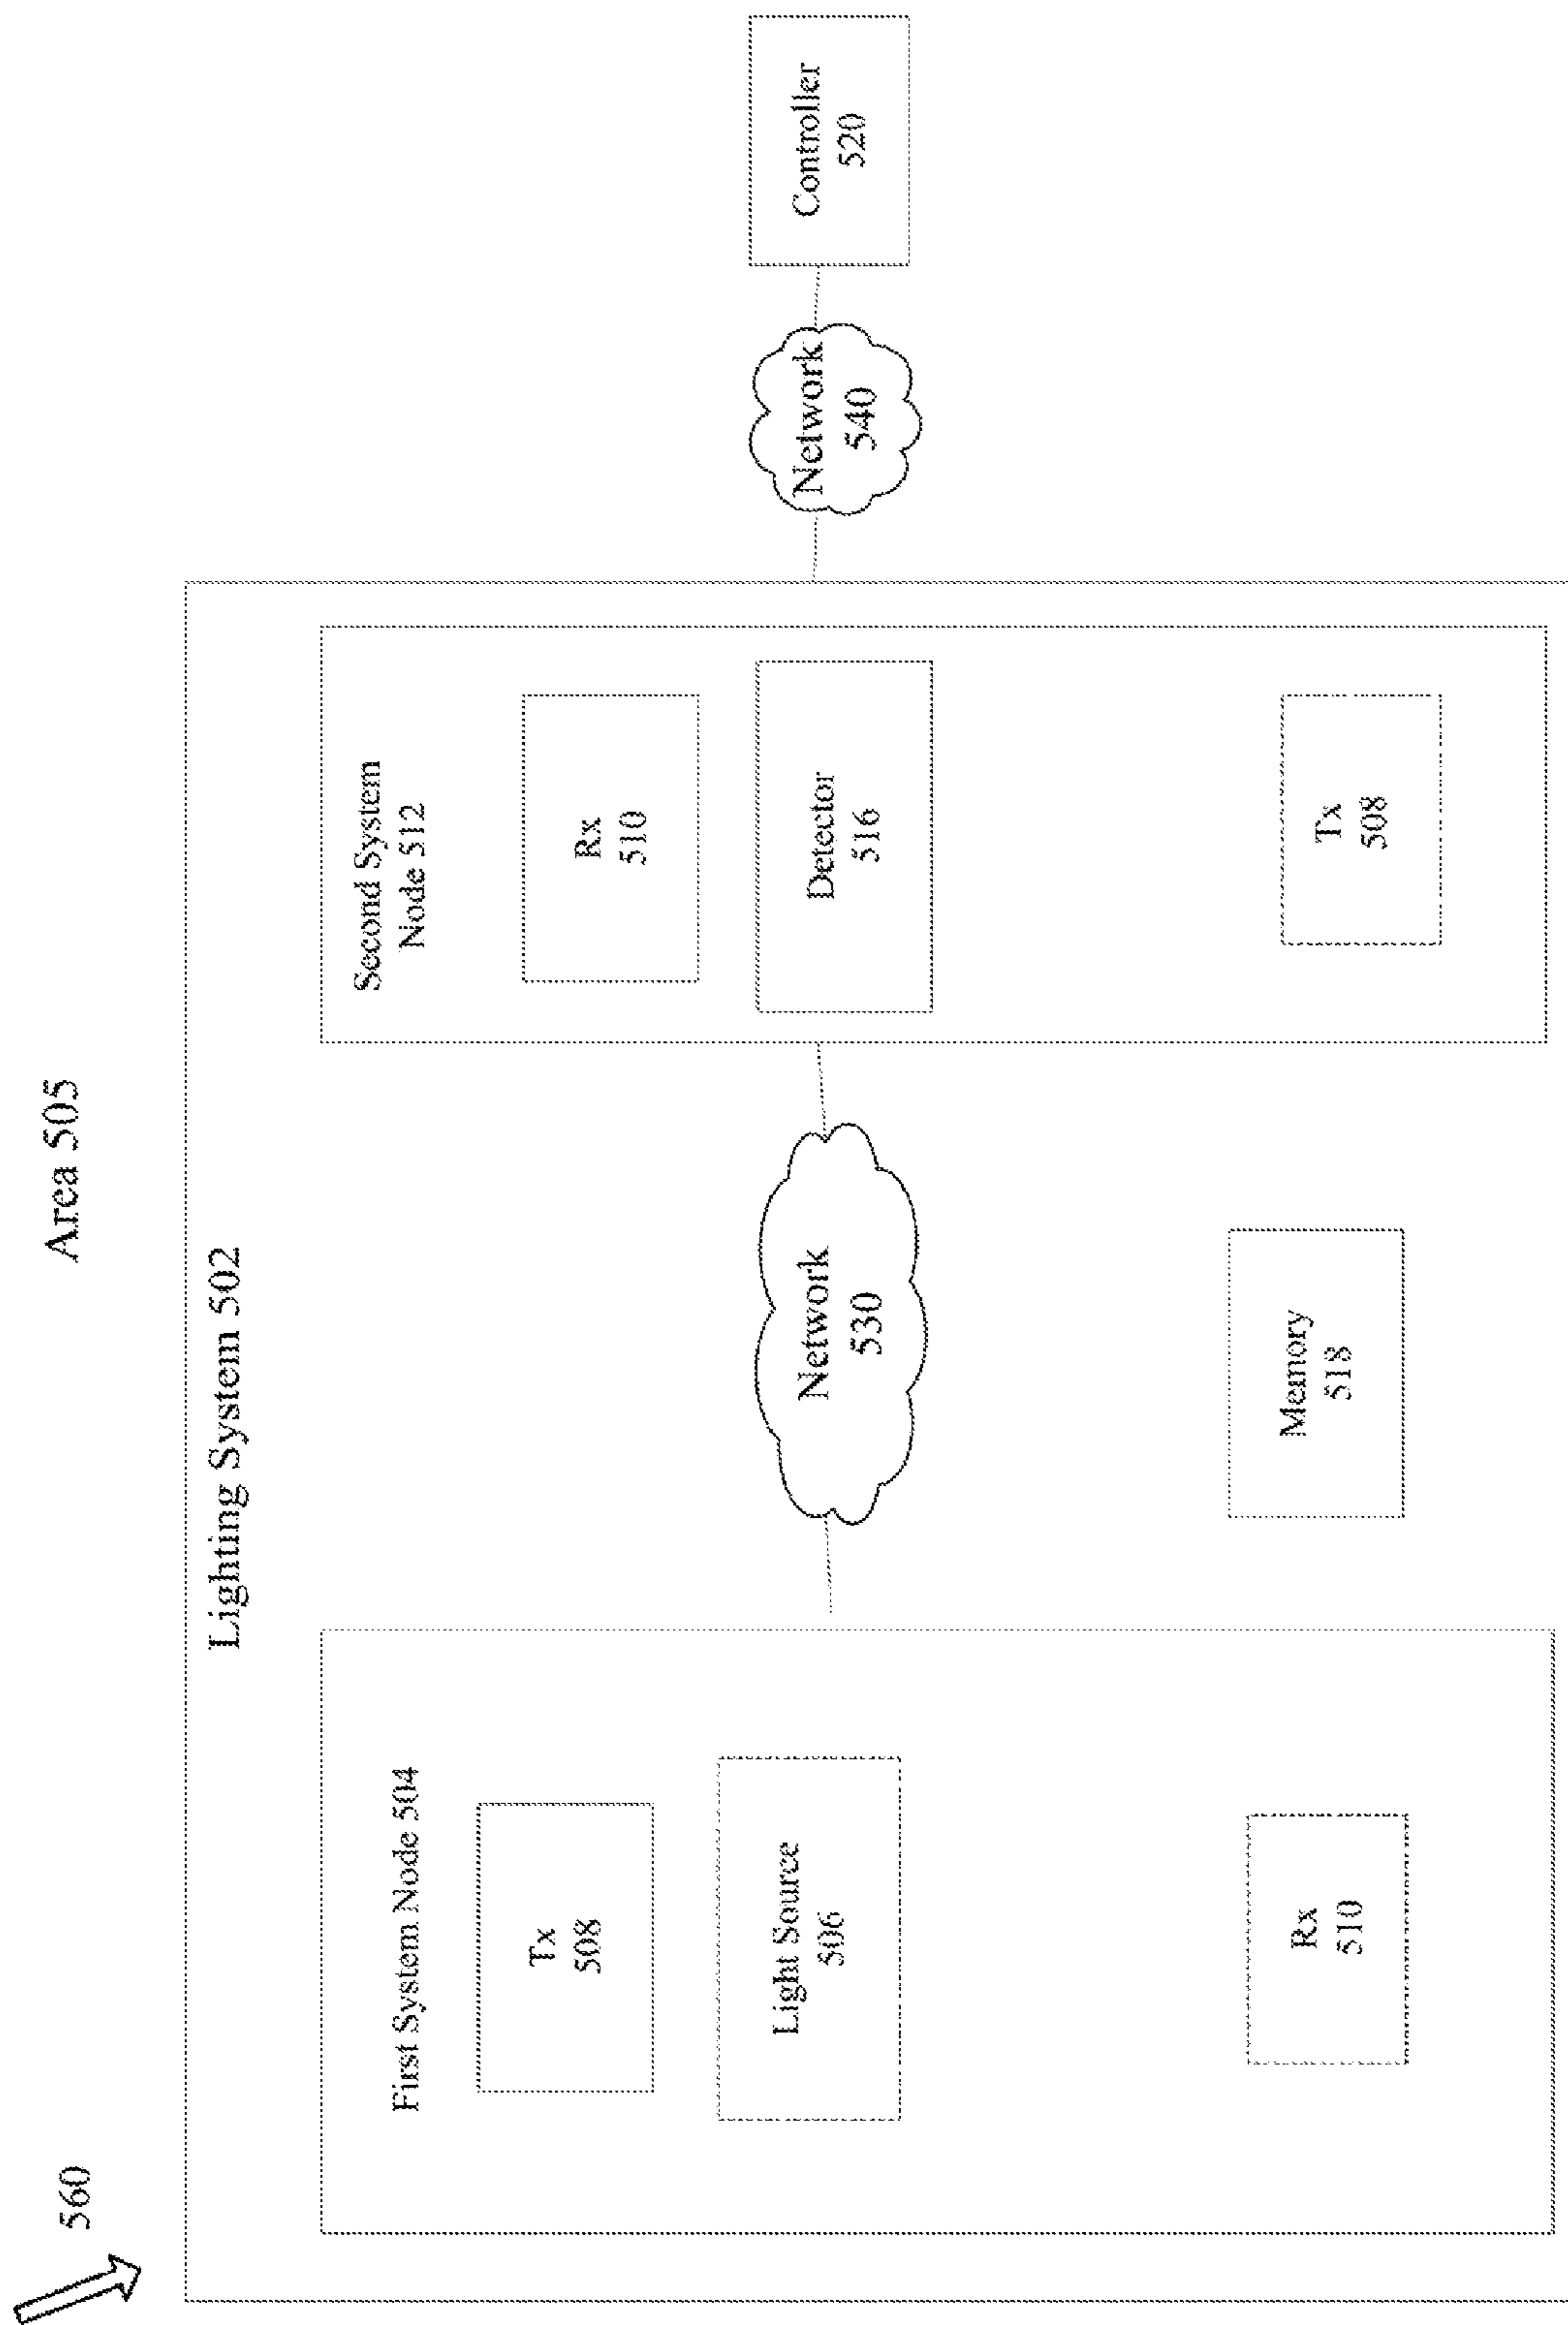 560
Area 505
Lighting System 502
First System Node 504
Tx
508
Light Source
506
Rx
510
Network
530
Memory
518
Second System
Node 512
Rx
510
Detector
516
Tx
508
Network
540
Controller
520